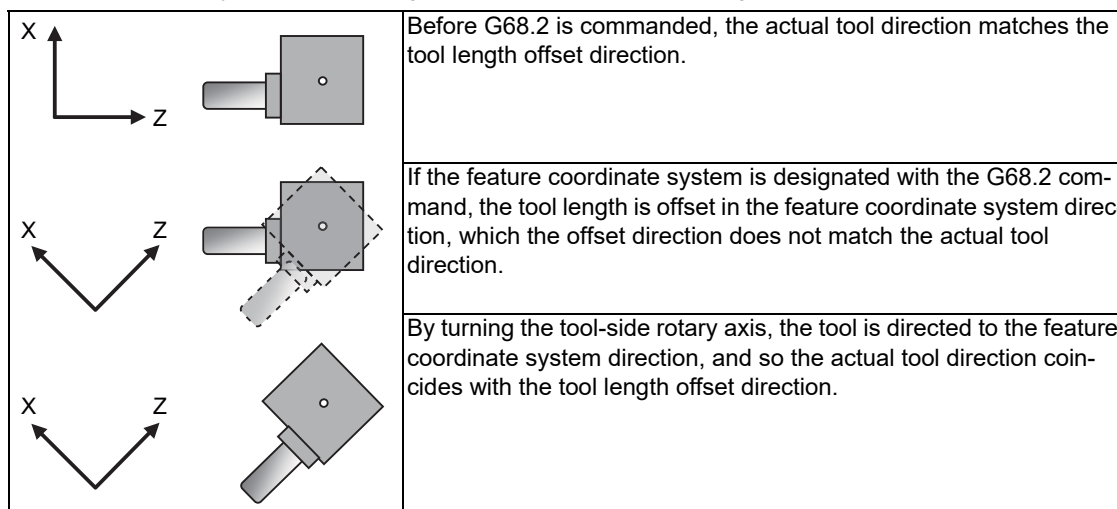 X
Z
Before G68.2 is commanded, the actual tool direction matches the
tool length offset direction.
X Z
If the feature coordinate system is designated with the G68.2 com-
mand, the tool length is offset in the feature coordinate system direc
tion, which the offset direction does not match the actual tool
direction.
X Z
By turning the tool-side rotary axis, the tool is directed to the feature
coordinate system direction, and so the actual tool direction coin-
cides with the tool length offset direction.